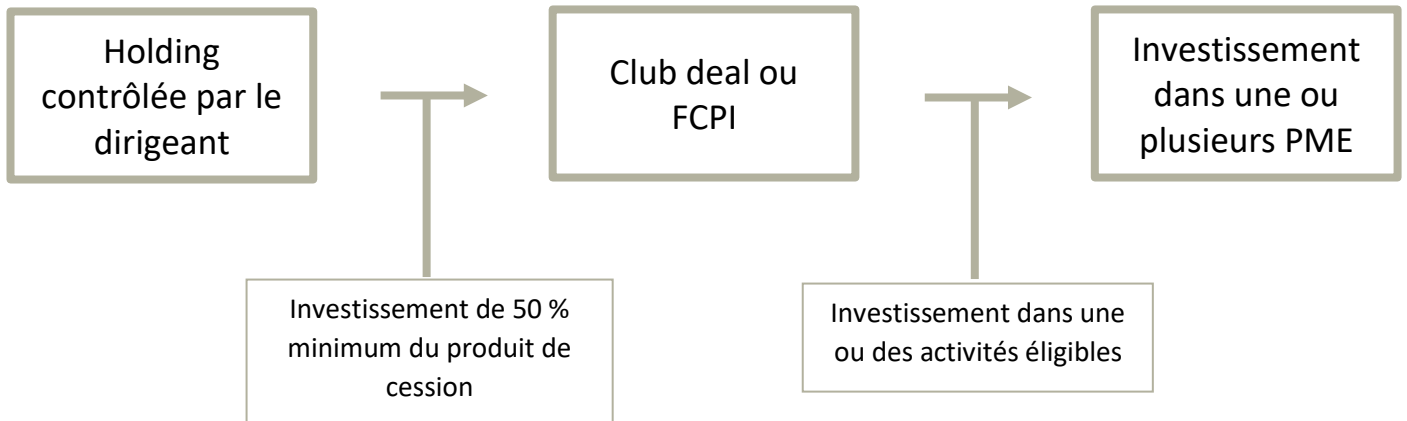 Holding
contrôlée par le
dirigeant
Club deal ou
FCPI
Investissement
dans une ou
plusieurs PME
Investissement de 50 %
minimum du produit de
cession
Investissement dans une
ou des activités éligibles